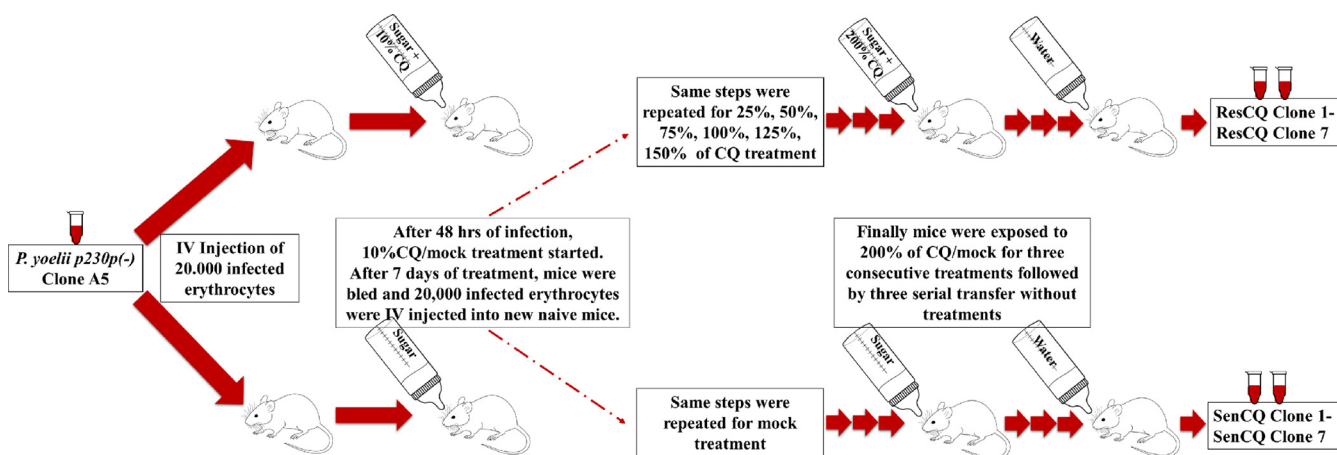 Sugar +
10% CQ
Sugar +
200% CQ
Water
Same steps were
repeated for 25%, 50%,
75%, 100%, 125%,
150% of CQ treatment
ResCQ Clone 1-
ResCQ Clone 7
P. yoelii p230p(-)
Clone A5
IV Injection of
20.000 infected
erythrocytes
After 48 hrs of infection,
10%CQ/mock treatment started.
After 7 days of treatment, mice were
bled and 20,000 infected erythrocytes
were IV injected into new naive mice.
Finally mice were exposed to
200% of CQ/mock for three
consecutive treatments followed
by three serial transfer without
treatments
Sugar
Same steps were
repeated for mock
treatment
Sugar
Water
SenCQ Clone 1-
SenCQ Clone 7